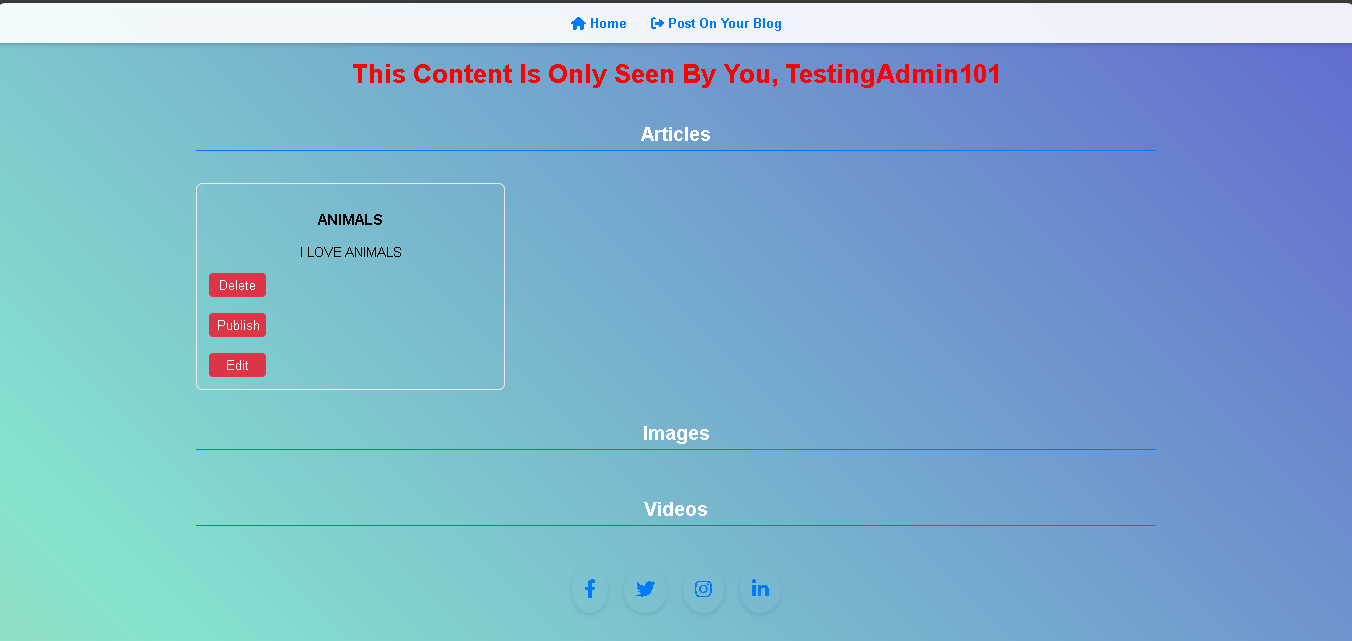 Home Post On Your Blog
This Content Is Only Seen By You, TestingAdmin101
Articles
ANIMALS
I LOVE ANIMALS
Delete
Publish
Edit
Images
Videos